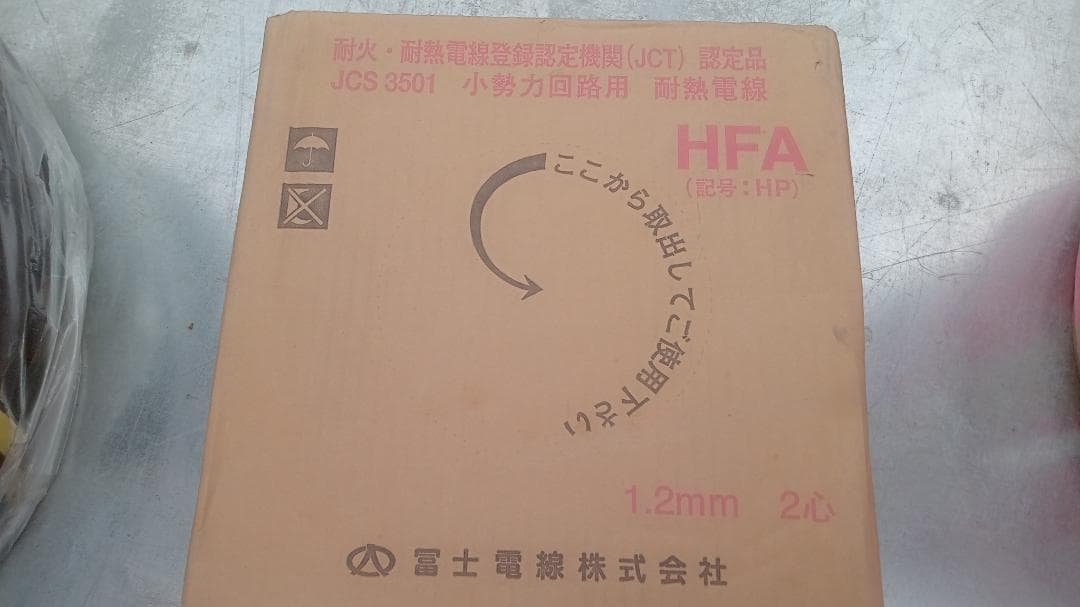 耐火・耐熱電線登録認定機関(JCT) 認定品
JCS 3501 小勢力回路用 耐熱電線
HFA
(記号:HP)
ここから取出してご使用下さい
1.2mm 2心
冨士電線株式会社